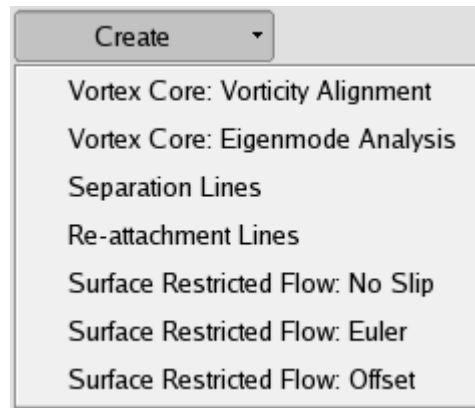 Create
Vortex Core: Vorticity Alignment
Vortex Core: Eigenmode Analysis
Separation Lines
Re-attachment Lines
Surface Restricted Flow: No Slip
Surface Restricted Flow: Euler
Surface Restricted Flow: Offset